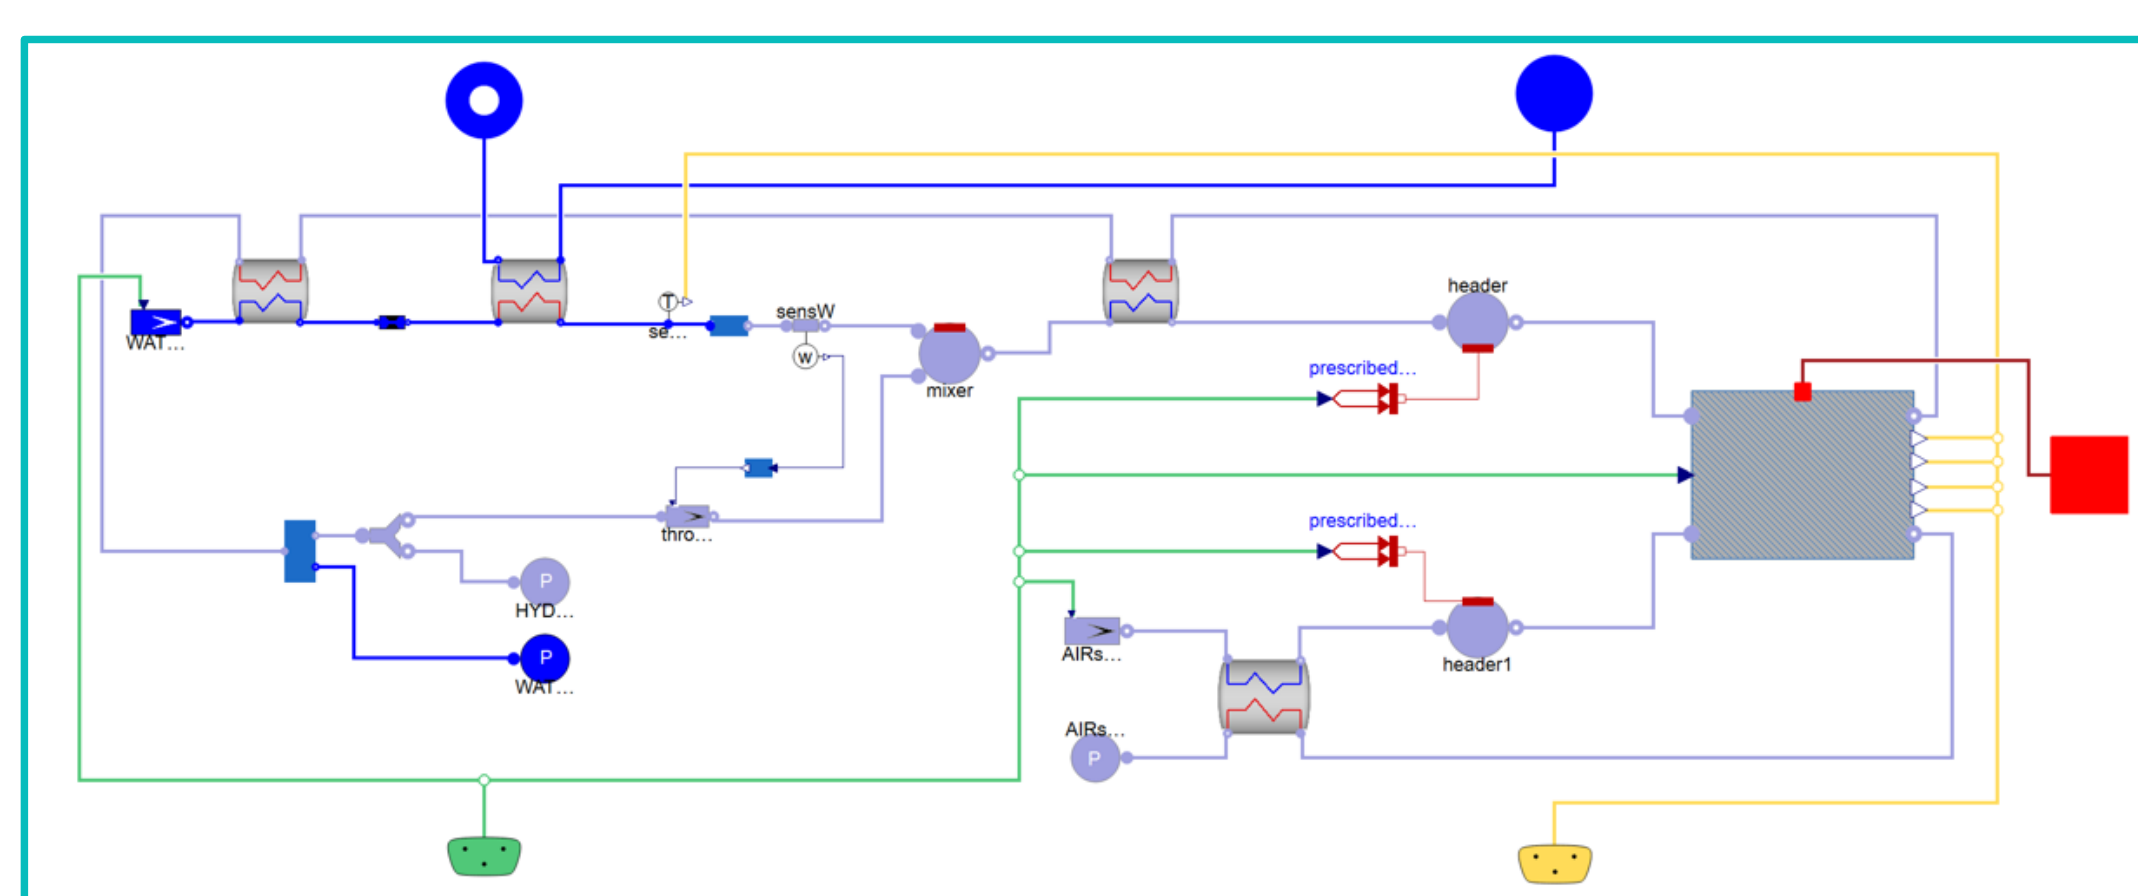 header
sensW
T
WAT...
se...
w
prescribed...
mixer
prescribed...
thro...
P
HYD...
AIRs...
header1
P
WAT...
AIRs...
P